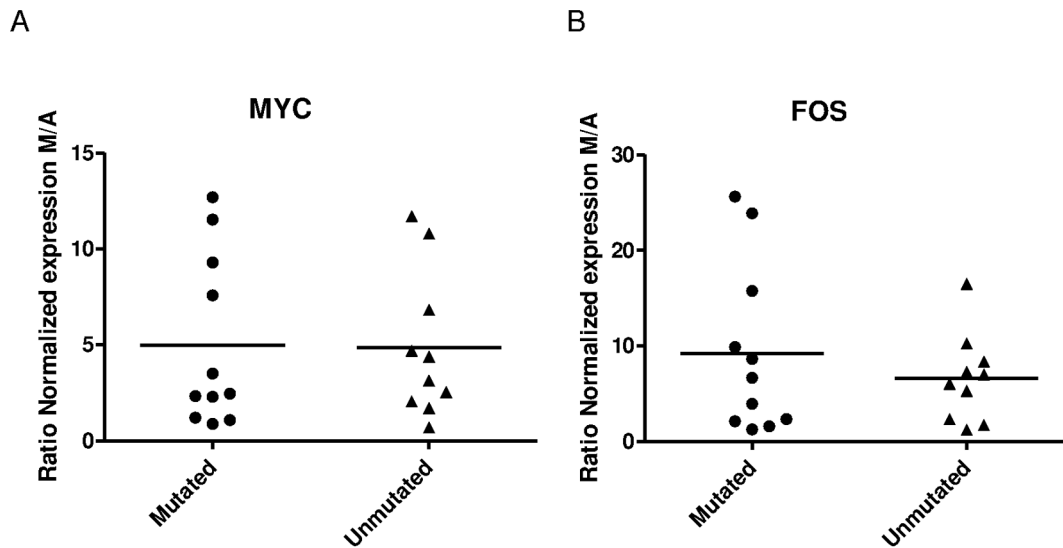 A
MYC
Ratio Normalized expression M/A
15
10
5
0
Mutated
Unmutated
B
FOS
Ratio Normalized expression M/A
30
20
10
0
Mutated
Unmutated